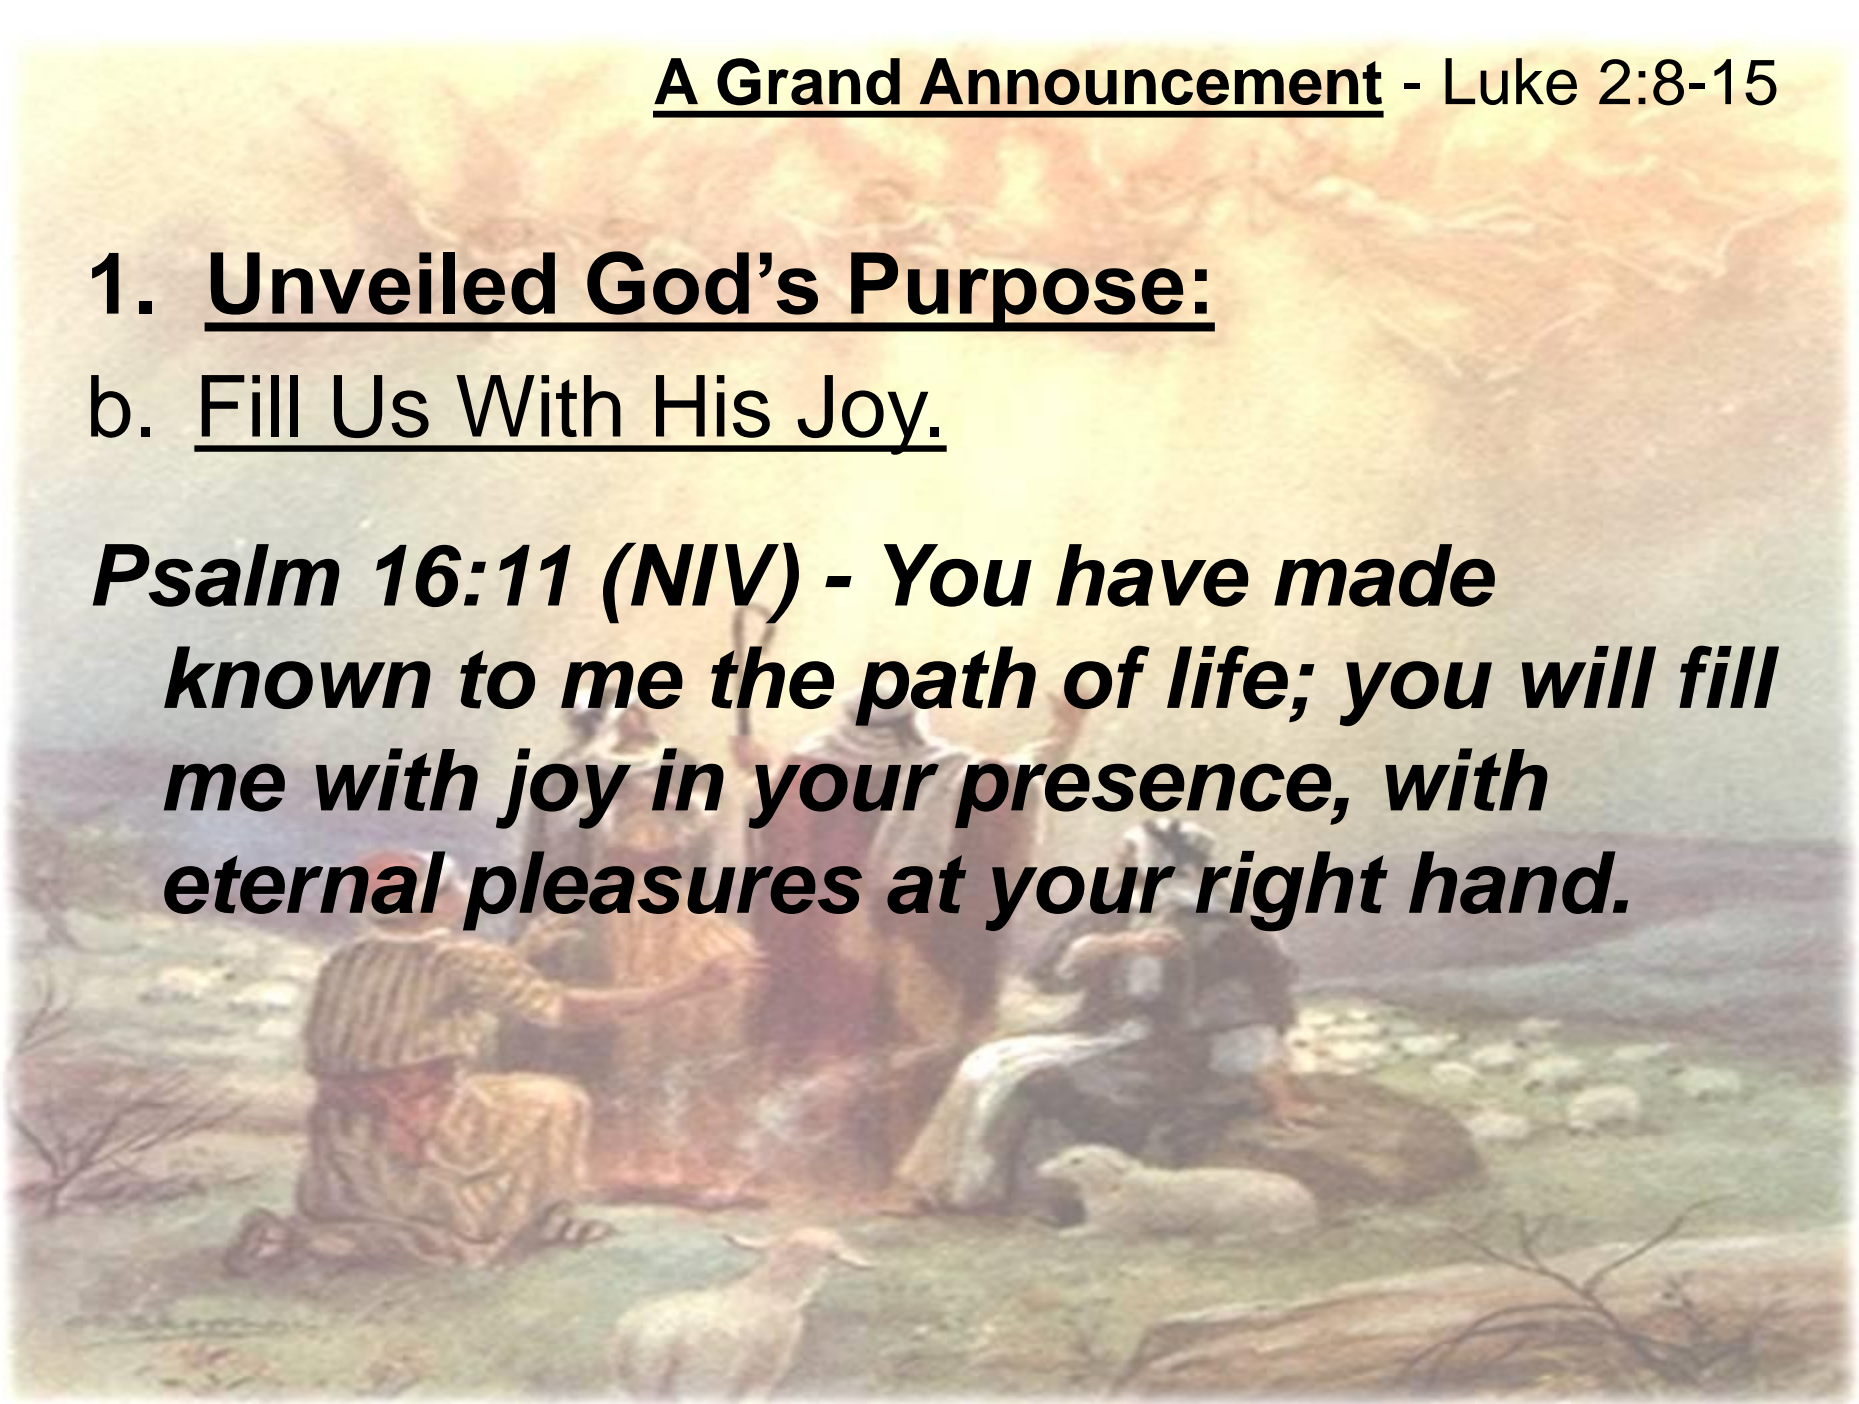 A Grand Announcement - Luke 2:8-15
1. Unveiled God’s Purpose:
b. Fill Us With His Joy.
Psalm 16:11 (NIV) - You have made
known to me the path of life; you will fill
me with joy in your presence, with
eternal pleasures at your right hand.